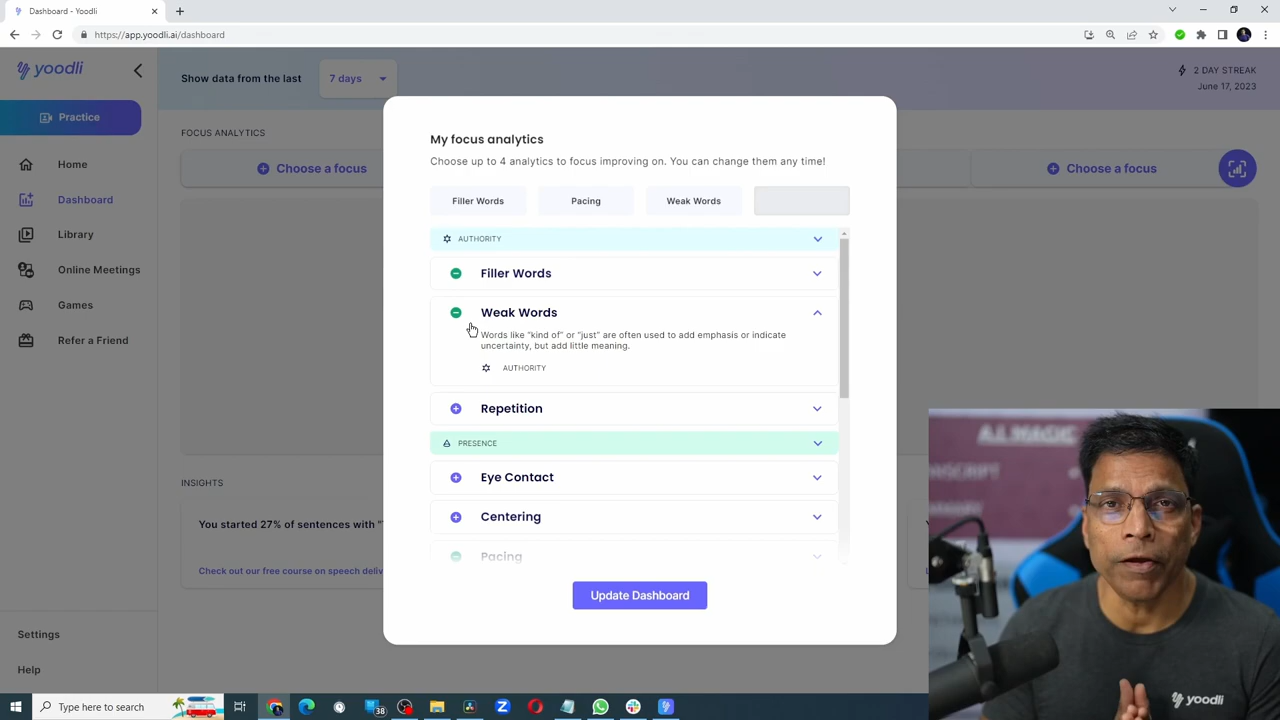 Dashboard - Yoodli
https://app.yoodli.ai/dashboard
yoodli
Show data from the last
7 days
2 DAY STREAK
June 17, 2023
Practice
FOCUS ANALYTICS
Choose a focus
Choose a focus
Home
Dashboard
Library
Online Meetings
Games
Refer a Friend
My focus analytics
Choose up to 4 analytics to focus improving on. You can change them any time!
Filler Words
Pacing
Weak Words
AUTHORITY
Filler Words
Weak Words
Words like "kind of" or "just" are often used to add emphasis or indicate
uncertainty, but add little meaning.
AUTHORITY
Repetition
PRESENCE
Eye Contact
Centering
Pacing
Update Dashboard
INSIGHTS
You started 27% of sentences with
Check out our free course on speech
Settings
Help
A.I. MAGIC
yoodli
Type here to search
38